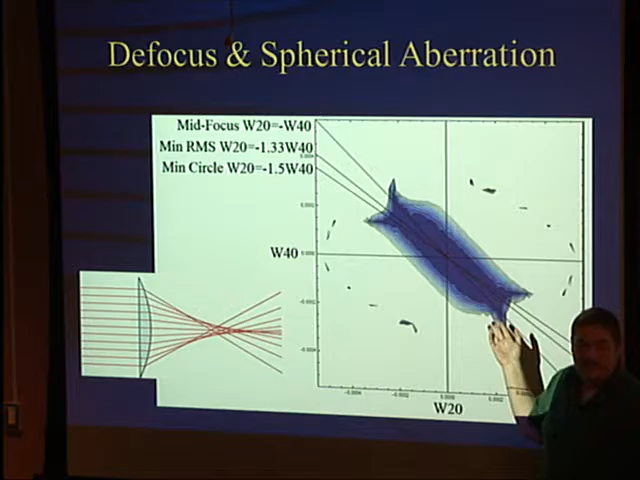 Defocus & Spherical Aberration
Mid-Focus W20=-W40
Min RMS W20=-1.33W40
Min Circle W20=-1.5W40
W40
W20